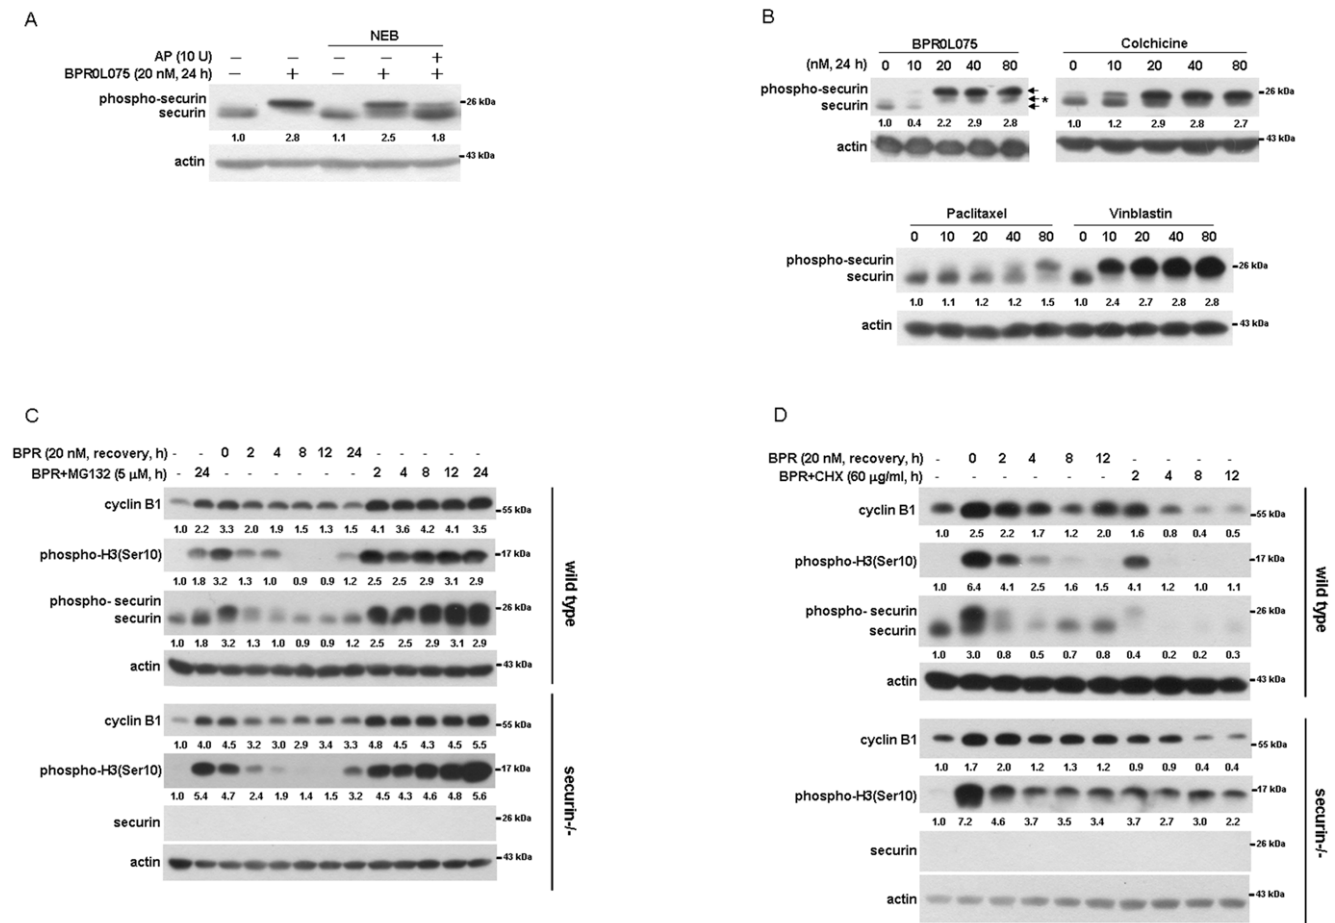 A
NEB
AP (10 U) – – – – +
BPR0L075 (20 nM, 24 h) – + – + +
phospho-securin
securin
26 kDa
1.0 2.8 1.1 2.5 1.8
actin
43 kDa
B
BPR0L075 Colchicine
(nM, 24 h) 0 10 20 40 80 0 10 20 40 80
phospho-securin
securin
*
26 kDa
1.0 0.4 2.2 2.9 2.8 1.0 1.2 2.9 2.8 2.7
actin
43 kDa
Paclitaxel Vinblastin
0 10 20 40 80 0 10 20 40 80
phospho-securin
securin
26 kDa
1.0 1.1 1.2 1.2 1.5 1.0 2.4 2.7 2.8 2.8
actin
43 kDa
C
BPR (20 nM, recovery, h) - - 0 2 4 8 12 24 - - - - -
BPR+MG132 (5 μM, h) - 24 - - - - - - 2 4 8 12 24
cyclin B1
55 kDa
1.0 2.2 3.3 2.0 1.9 1.5 1.3 1.5 4.1 3.6 4.2 4.1 3.5
phospho-H3(Ser10)
17 kDa
1.0 1.8 3.2 1.3 1.0 0.9 0.9 1.2 2.5 2.5 2.9 3.1 2.9
phospho- securin
securin
26 kDa
1.0 1.8 3.2 1.3 1.0 0.9 0.9 1.2 2.5 2.5 2.9 3.1 2.9
actin
43 kDa
wild type
cyclin B1
55 kDa
1.0 4.0 4.5 3.2 3.0 2.9 3.4 3.3 4.8 4.5 4.3 4.5 5.5
phospho-H3(Ser10)
17 kDa
1.0 5.4 4.7 2.4 1.9 1.4 1.5 3.2 4.5 4.3 4.6 4.8 5.6
securin
26 kDa
actin
43 kDa
securin-/-
D
BPR (20 nM, recovery, h) - 0 2 4 8 12 - - - -
BPR+CHX (60 μg/ml, h) - - - - - - 2 4 8 12
cyclin B1
55 kDa
1.0 2.5 2.2 1.7 1.2 2.0 1.6 0.8 0.4 0.5
phospho-H3(Ser10)
17 kDa
1.0 6.4 4.1 2.5 1.6 1.5 4.1 1.2 1.0 1.1
phospho- securin
securin
26 kDa
1.0 3.0 0.8 0.5 0.7 0.8 0.4 0.2 0.2 0.3
actin
43 kDa
wild type
cyclin B1
55 kDa
1.0 1.7 2.0 1.2 1.3 1.2 0.9 0.9 0.4 0.4
phospho-H3(Ser10)
17 kDa
1.0 7.2 4.6 3.7 3.5 3.4 3.7 2.7 3.0 2.2
securin
26 kDa
actin
43 kDa
securin-/-